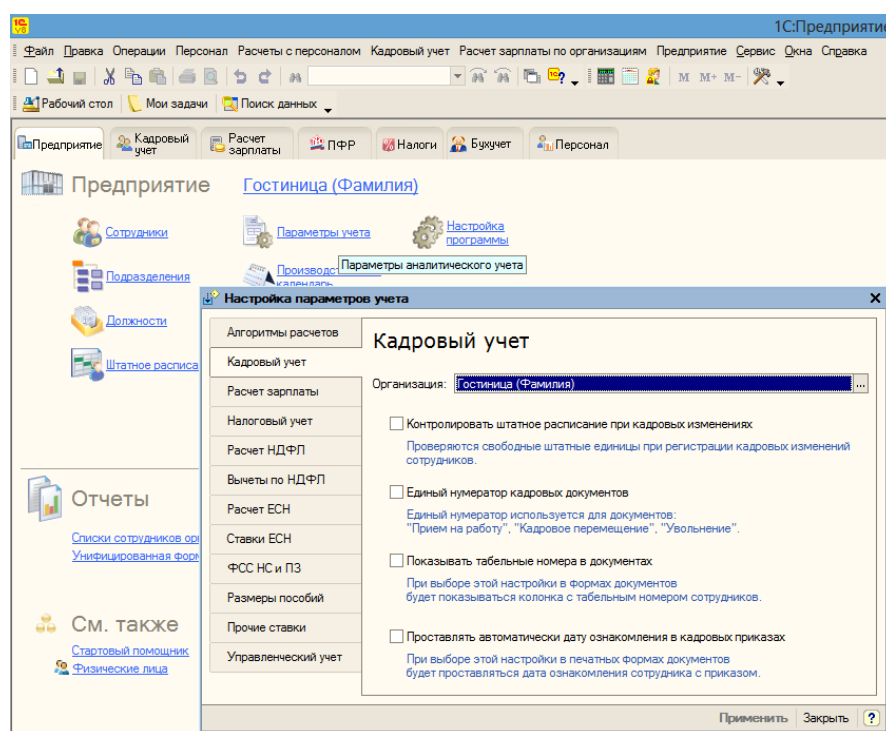 1С:Предприятие
Файл Правка Операции Персонал Расчеты с персоналом Кадровый учет Расчет зарплаты по организациям Предприятие Сервис Окна Справка
M M+ M-
Рабочий стол Мои задачи Поиск данных
Предприятие Кадровый учет Расчет зарплаты ПФР Налоги Бухучет Персонал
Предприятие Гостиница (Фамилия)
Сотрудники Параметры учета Настройка программы
Параметры аналитического учета
Подразделения
календарь
Настройка параметров учета
Должности
Штатное расписа
Алгоритмы расчетов
Кадровый учет
Расчет зарплаты
Налоговый учет
Расчет НДФЛ
Вычеты по НДФЛ
Расчет ЕСН
Ставки ЕСН
ФСС НС и ПЗ
Размеры пособий
Прочие ставки
Управленческий учет
Кадровый учет
Организация: Гостиница (Фамилия) ...
Контролировать штатное расписание при кадровых изменениях
Проверяются свободные штатные единицы при регистрации кадровых изменений
сотрудников.
Единый нумератор кадровых документов
Единый нумератор используется для документов:
"Прием на работу", "Кадровое перемещение", "Увольнение".
Показывать табельные номера в документах
При выборе этой настройки в формах документов
будет показываться колонка с табельным номером сотрудников.
Проставлять автоматически дату ознакомления в кадровых приказах
При выборе этой настройки в печатных формах документов
будет проставляться дата ознакомления сотрудника с приказом.
Применить Закрыть ?
Отчеты
Списки сотрудников
Унифицированная
См. также
Стартовый помощник
Физические лица